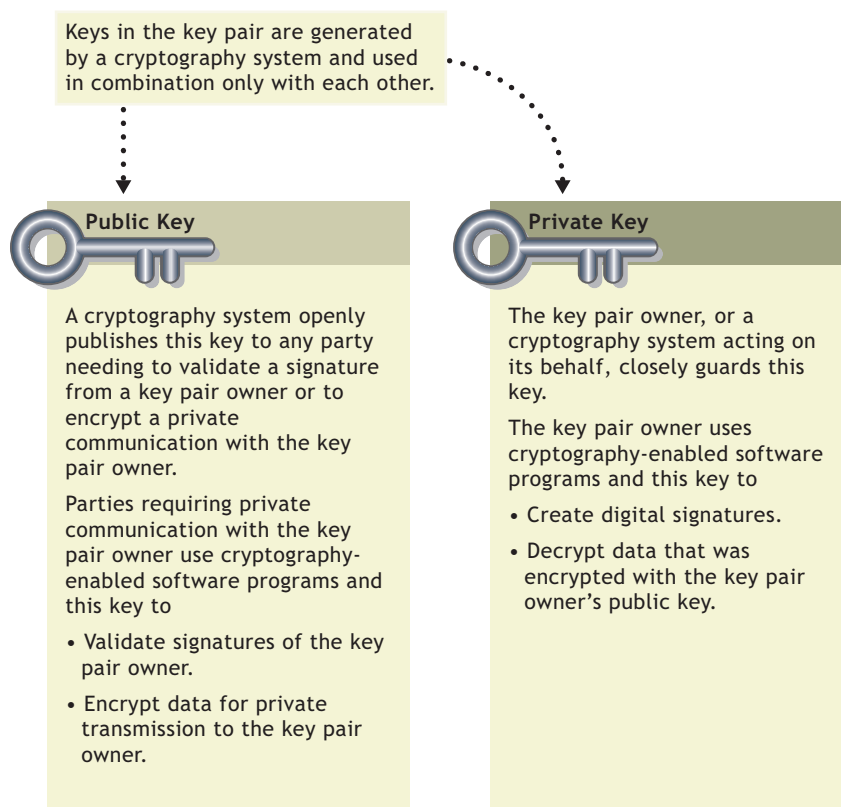 Keys in the key pair are generated
by a cryptography system and used
in combination only with each other.
Public Key
A cryptography system openly
publishes this key to any party
needing to validate a signature
from a key pair owner or to
encrypt a private
communication with the key
pair owner.
Parties requiring private
communication with the key
pair owner use cryptography-
enabled software programs and
this key to
• Validate signatures of the key
pair owner.
• Encrypt data for private
transmission to the key pair
owner.
Private Key
The key pair owner, or a
cryptography system acting on
its behalf, closely guards this
key.
The key pair owner uses
cryptography-enabled software
programs and this key to
• Create digital signatures.
• Decrypt data that was
encrypted with the key pair
owner’s public key.